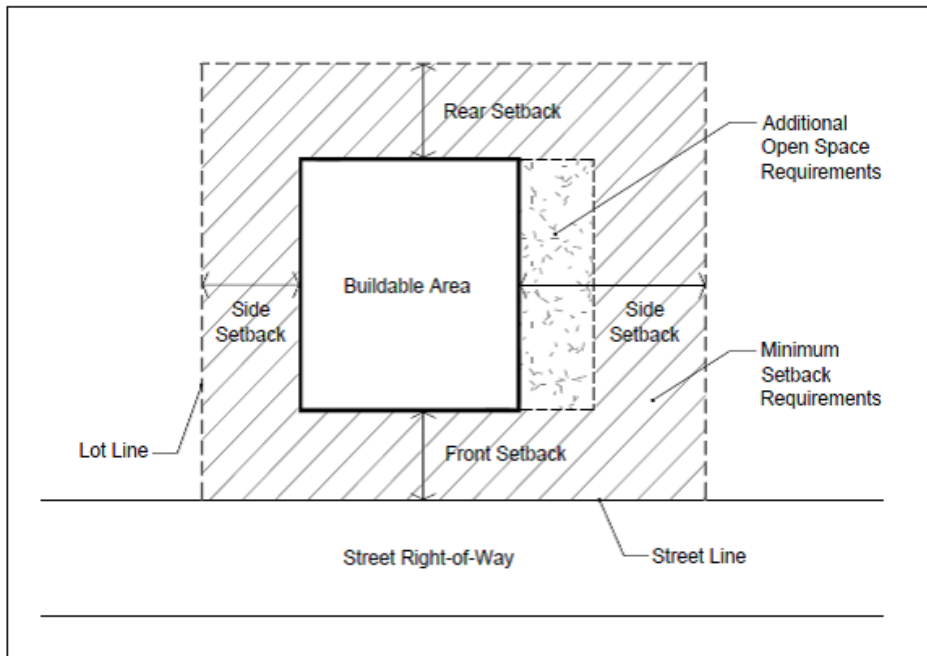 Rear Setback
Additional
Open Space
Requirements
Buildable Area
Side
Setback
Side
Setback
Minimum
Setback
Requirements
Lot Line
Front Setback
Street Right-of-Way
Street Line